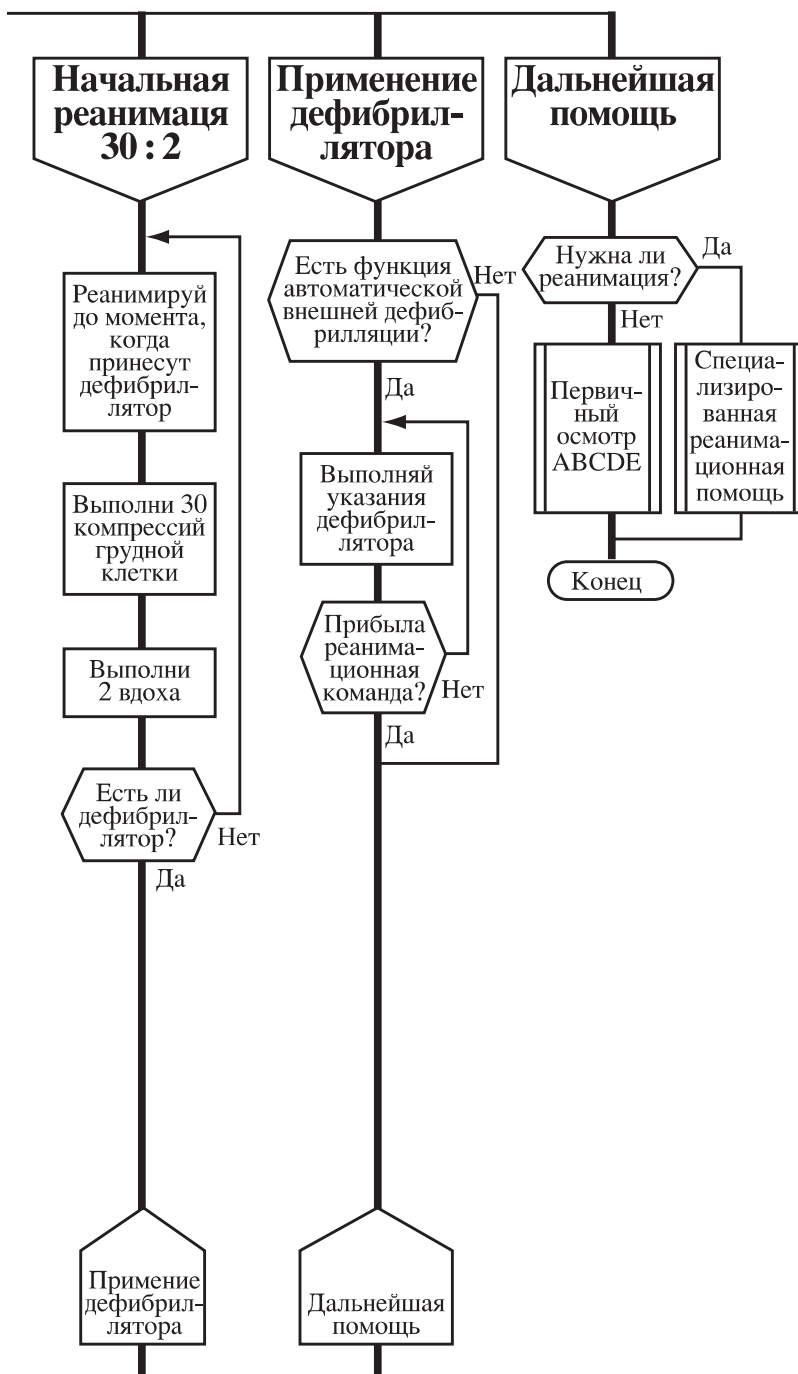 Начальная
реанимаця
30 : 2
Реанимируй
до момента,
когда
принесут
дефибрил-
лятор
Выполни 30
компрессий
грудной
клетки
Выполни
2 вдоха
Есть ли
дефибрил-
лятор?
Нет
Да
Примение
дефибрил-
лятора
Применение
дефибрил-
лятора
Есть функция
автоматической
внешней дефиб-
рилляции?
Нет
Да
Выполняй
указания
дефибрил-
лятора
Прибыла
реанима-
ционная
команда?
Нет
Да
Дальнейшая
помощь
Дальнейшая
помощь
Нужна ли
реанимация?
Да
Нет
Первич-
ный
осмотр
ABCDE
Специа-
лизиро-
ванная
реанима-
ционная
помощь
Конец